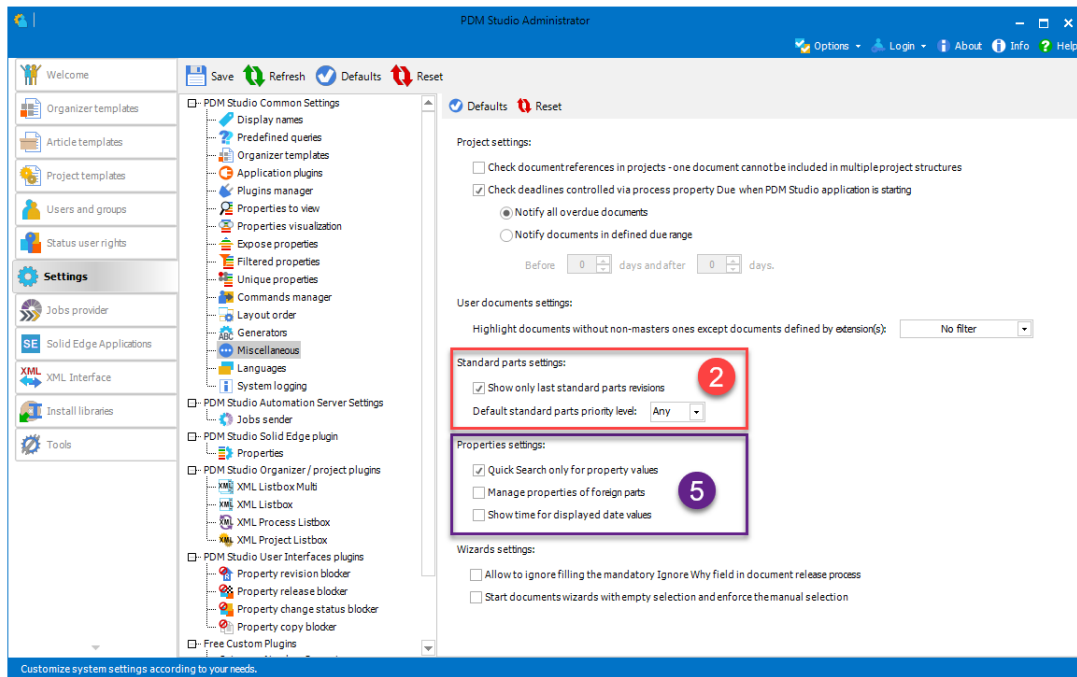 PDM Studio Administrator
Options Login About Info Help
Welcome
Organizer templates
Article templates
Project templates
Users and groups
Status user rights
Settings
Jobs provider
SE Solid Edge Applications
XML XML Interface
Install libraries
Tools
Save Refresh Defaults Reset
PDM Studio Common Settings
Display names
Predefined queries
Organizer templates
Application plugins
Plugins manager
Properties to view
Properties visualization
Expose properties
Filtered properties
Unique properties
Commands manager
Layout order
ABC Generators
Miscellaneous
Languages
System logging
PDM Studio Automation Server Settings
Jobs sender
PDM Studio Solid Edge plugin
Properties
PDM Studio Organizer / project plugins
XML XML Listbox Multi
XML XML Listbox
XML XML Process Listbox
XML XML Project Listbox
PDM Studio User Interfaces plugins
Property revision blocker
Property release blocker
Property change status blocker
Property copy blocker
Free Custom Plugins
Defaults Reset
Project settings:
Check document references in projects - one document cannot be included in multiple project structures
Check deadlines controlled via process property Due when PDM Studio application is starting
Notify all overdue documents
Notify documents in defined due range
Before 0 days and after 0 days.
User documents settings:
Highlight documents without non-masters ones except documents defined by extension(s): No filter
Standard parts settings:
2
Show only last standard parts revisions
Default standard parts priority level: Any
Properties settings:
Quick Search only for property values
Manage properties of foreign parts
5
Show time for displayed date values
Wizards settings:
Allow to ignore filling the mandatory Ignore Why field in document release process
Start documents wizards with empty selection and enforce the manual selection
Customize system settings according to your needs.